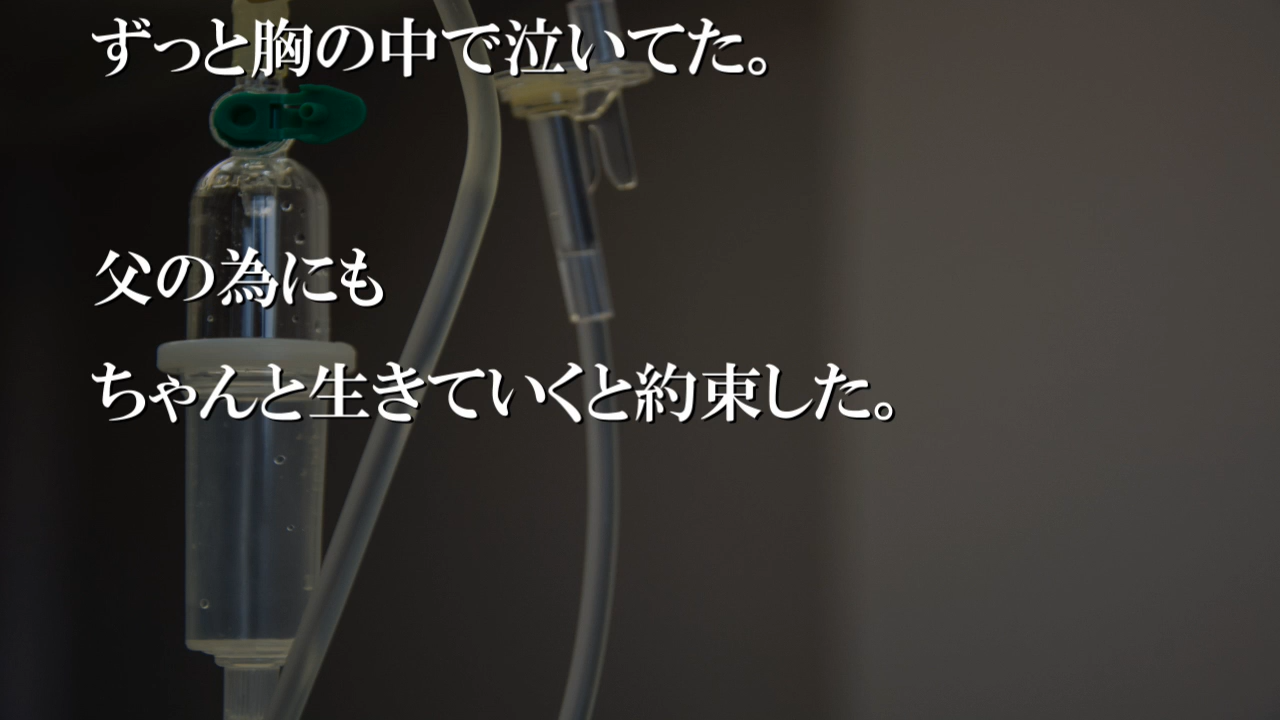 ずっと胸の中で泣いてた。
父の為にも
ちゃんと生きていくと約束した。